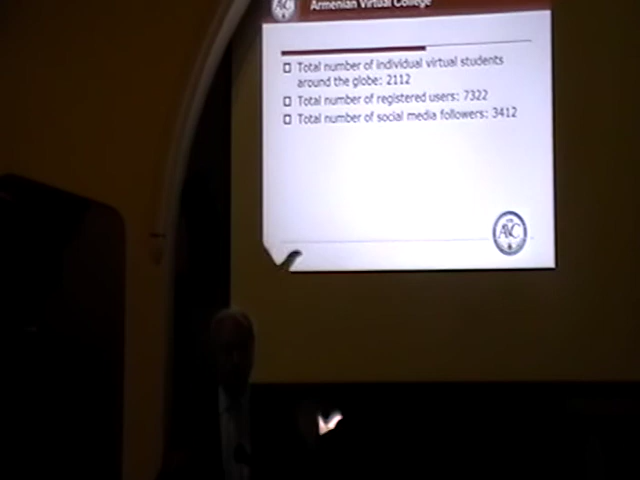 Armenian Virtual College
Total number of individual virtual students
around the globe: 2112
Total number of registered users: 7322
Total number of social media followers: 3412
AVC